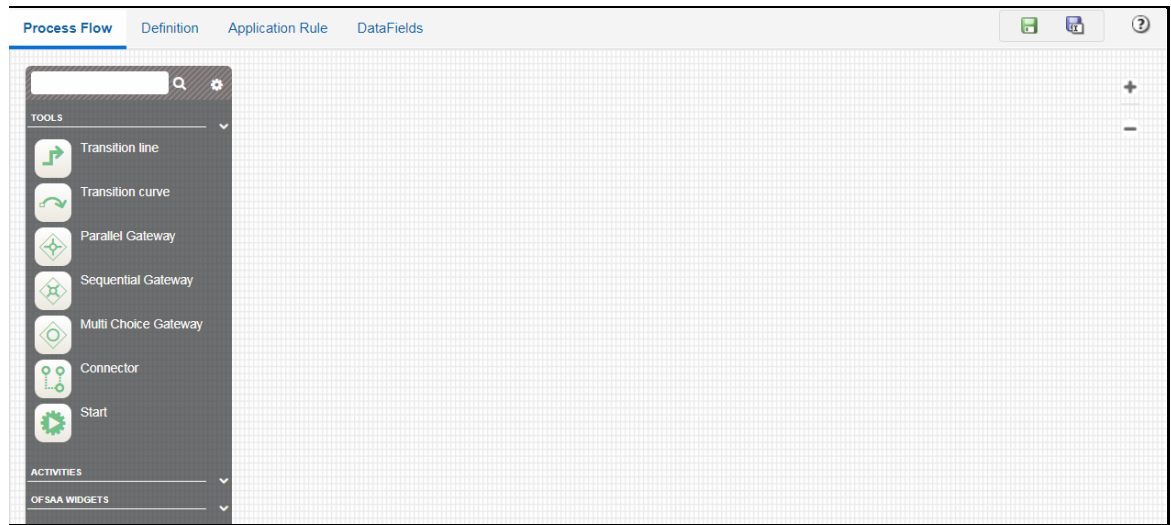 Process Flow Definition Application Rule DataFields
TOOLS
Transition line
Transition curve
Parallel Gateway
Sequential Gateway
Multi Choice Gateway
Connector
Start
ACTIVITIES
OFSAA WIDGETS